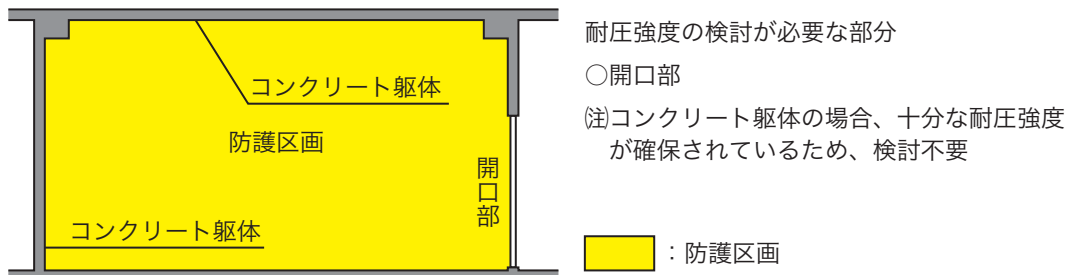 コンクリート躯体
防護区画
開口部
コンクリート躯体
耐圧強度の検討が必要な部分
○開口部
㊟コンクリート躯体の場合、十分な耐圧強度
が確保されているため、検討不要
：防護区画